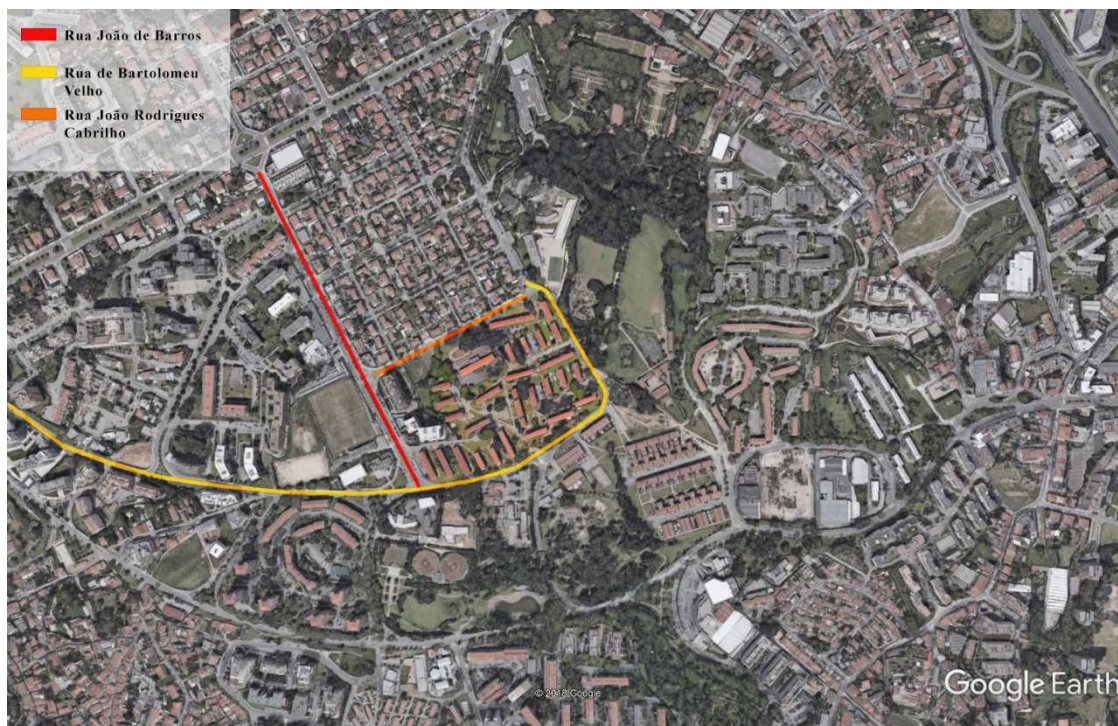 Rua João de Barros
Rua de Bartolomeu
Velho
Rua João Rodrigues
Cabrilho
© 2018 Google
Google Earth